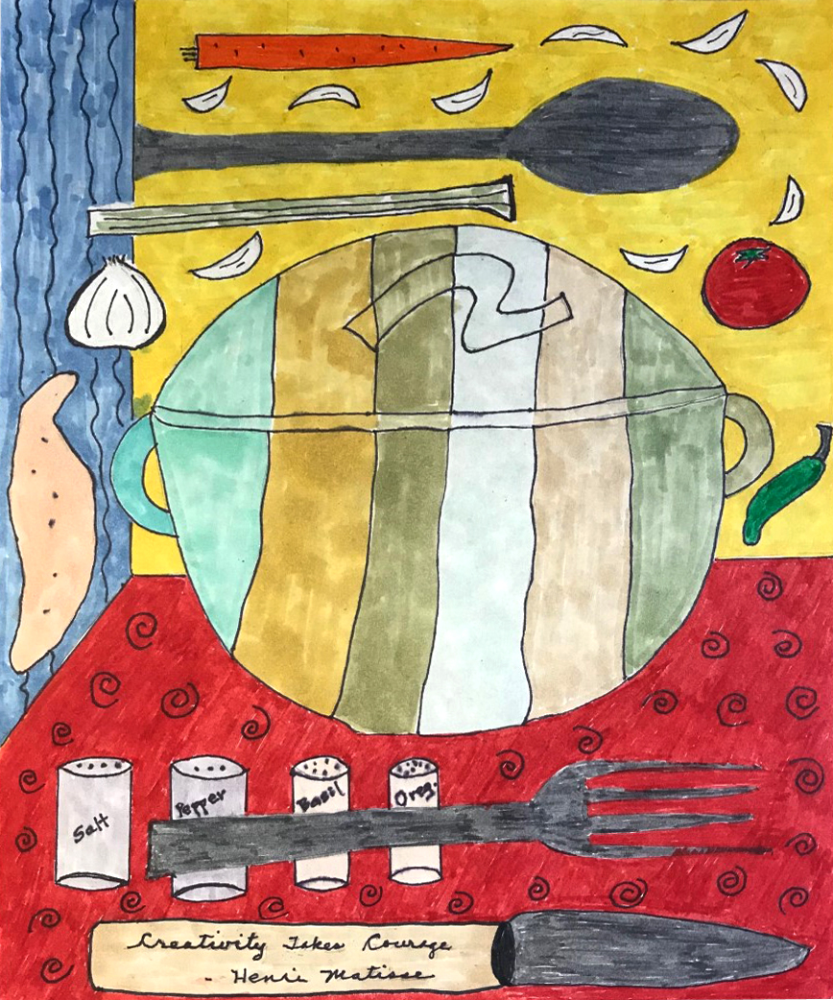 Salt
Pepper
Basil
Oreg.
Creativity Takes Courage
- Henri Matisse